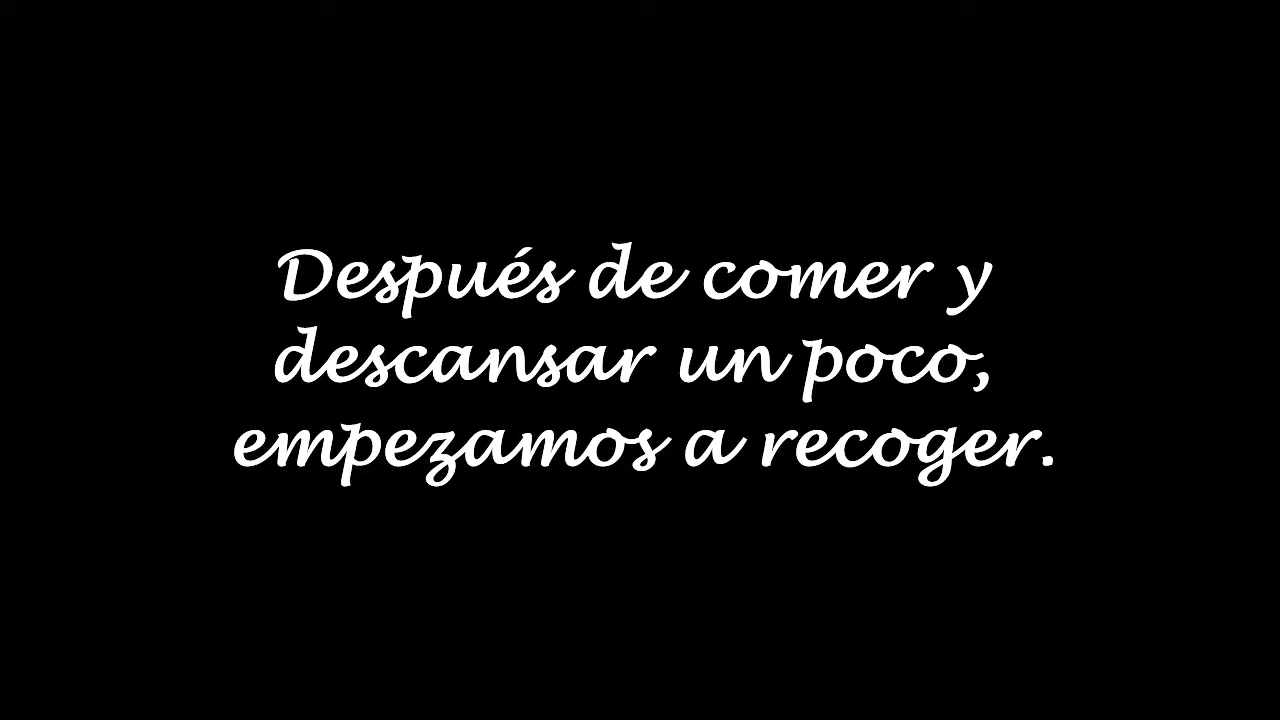 Después de comer y
descansar un poco,
empezamos a recoger.